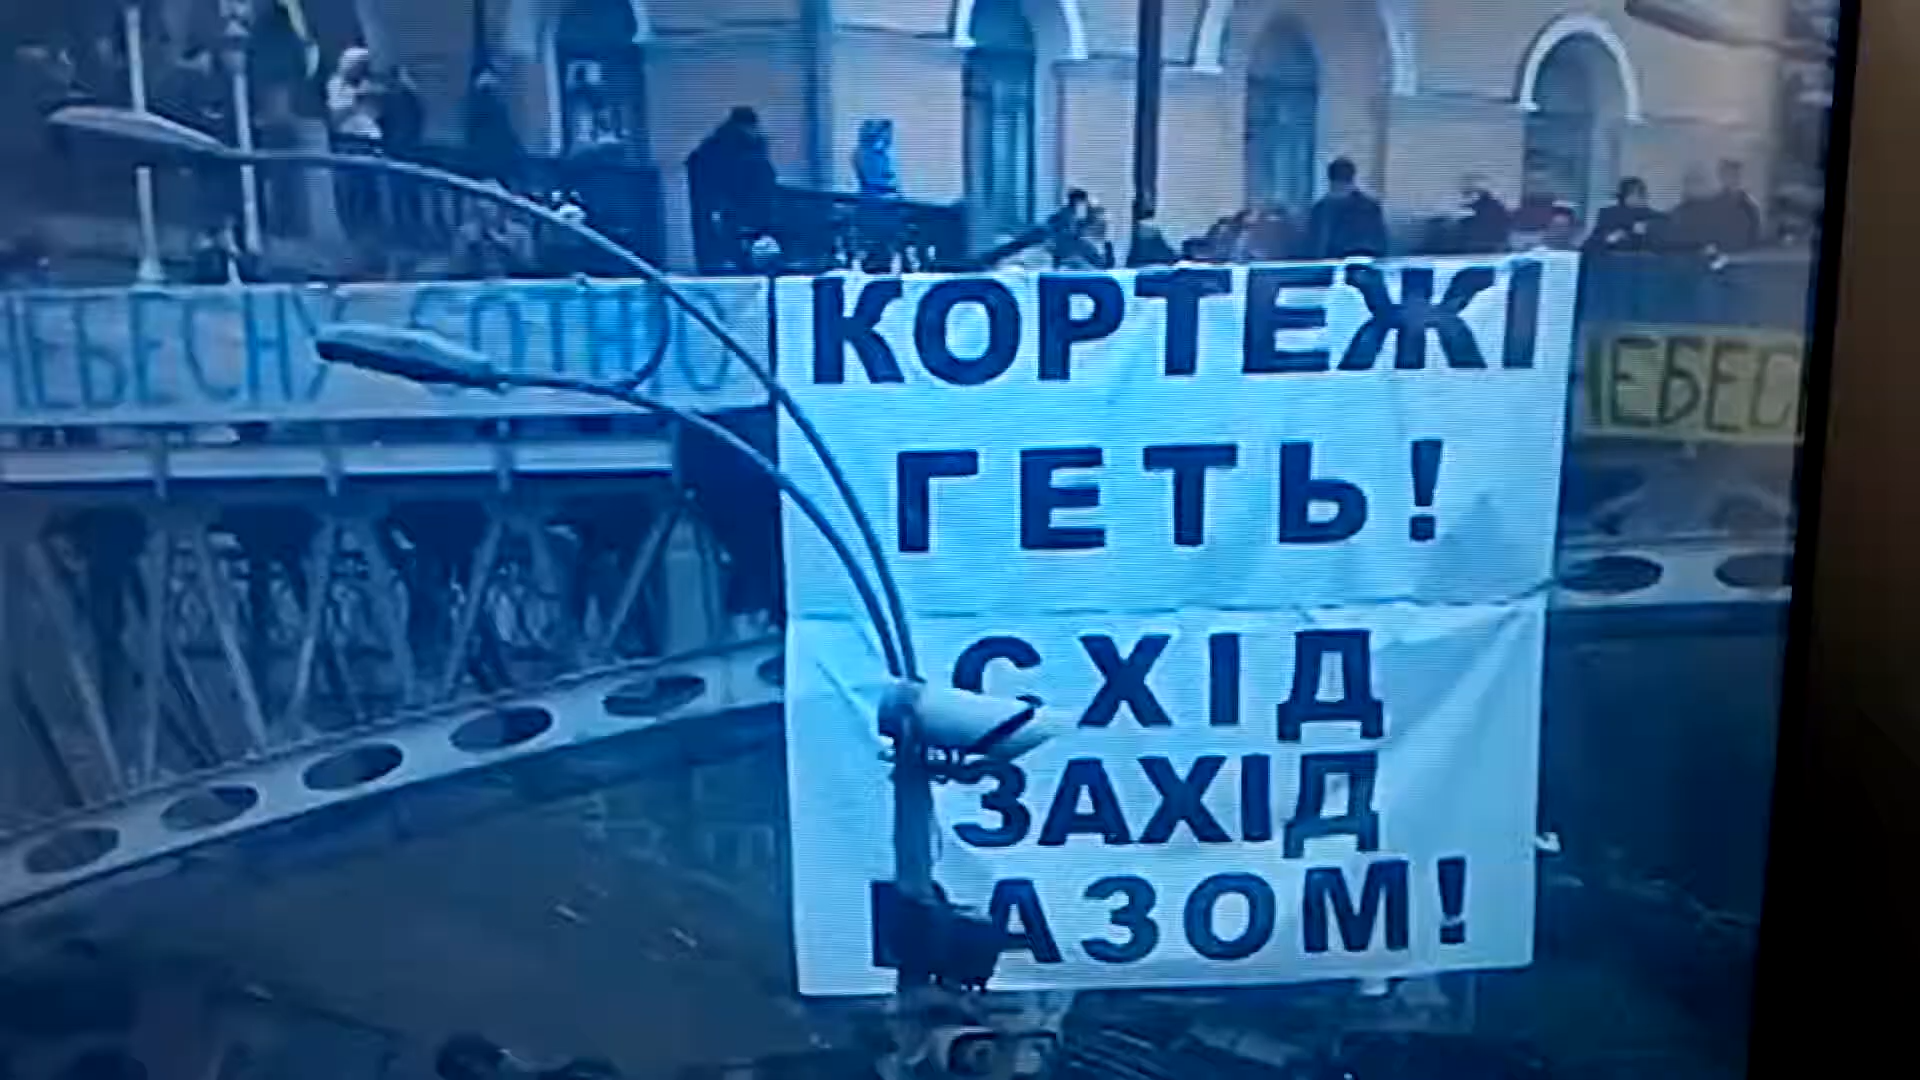 НЕБЕСНУ СОТНЮ
КОРТЕЖІ
ГЕТЬ!
СХІД
ЗАХІД
РАЗОМ!